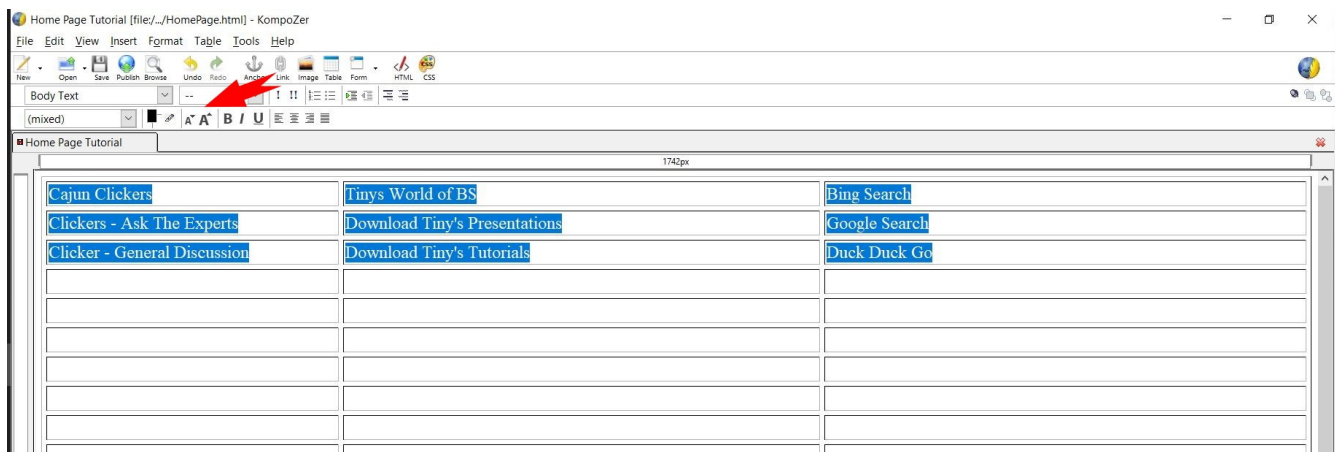 Home Page Tutorial [file:/.../HomePage.html] - KompoZer
File Edit View Insert Format Table Tools Help
New Open Save Publish Browse Undo Redo Anchor Link Image Table Form HTML CSS
Body Text -- ! !!
(mixed) A A B I U
Home Page Tutorial
1742px
Cajun Clickers Tinys World of BS Bing Search
Clickers - Ask The Experts Download Tiny's Presentations Google Search
Clicker - General Discussion Download Tiny's Tutorials Duck Duck Go